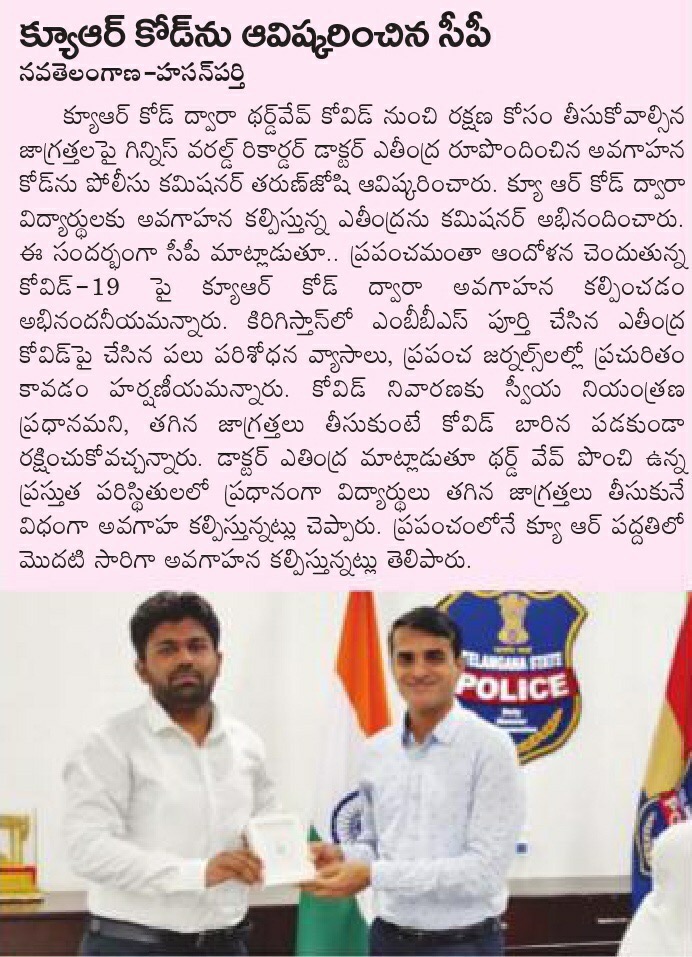 క్యూఆర్ కోడ్‌ను ఆవిష్కరించిన సీపీ
నవతెలంగాణ-హసన్‌పర్తి
క్యూఆర్ కోడ్ ద్వారా థర్డ్‌వేవ్ కోవిడ్ నుంచి రక్షణ కోసం తీసుకోవాల్సిన
జాగ్రత్తలపై గిన్నిస్ వరల్డ్ రికార్డర్ డాక్టర్ ఎతీంద్ర రూపొందించిన అవగాహన
కోడ్‌ను పోలీసు కమిషనర్ తరుణ్‌జోషి ఆవిష్కరించారు. క్యూ ఆర్ కోడ్ ద్వారా
విద్యార్థులకు అవగాహన కల్పిస్తున్న ఎతీంద్రను కమిషనర్ అభినందించారు.
ఈ సందర్భంగా సీపీ మాట్లాడుతూ.. ప్రపంచమంతా ఆందోళన చెందుతున్న
కోవిడ్-19 పై క్యూఆర్ కోడ్ ద్వారా అవగాహన కల్పించడం
అభినందనీయమన్నారు. కిరిగిస్తాన్‌లో ఎంబీబీఎస్ పూర్తి చేసిన ఎతీంద్ర
కోవిడ్‌పై చేసిన పలు పరిశోధన వ్యాసాలు, ప్రపంచ జర్నల్స్‌లల్లో ప్రచురితం
కావడం హర్షణీయమన్నారు. కోవిడ్ నివారణకు స్వీయ నియంత్రణ
ప్రధానమని, తగిన జాగ్రత్తలు తీసుకుంటే కోవిడ్ బారిన పడకుండా
రక్షించుకోవచ్చన్నారు. డాక్టర్ ఎతింద్ర మాట్లాడుతూ థర్డ్ వేవ్ పొంచి ఉన్న
ప్రస్తుత పరిస్థితులలో ప్రధానంగా విద్యార్థులు తగిన జాగ్రత్తలు తీసుకునే
విధంగా అవగాహ కల్పిస్తున్నట్లు చెప్పారు. ప్రపంచంలోనే క్యూ ఆర్ పద్దతిలో
మొదటి సారిగా అవగాహన కల్పిస్తున్నట్లు తెలిపారు.
TELANGANA STATE
POLICE